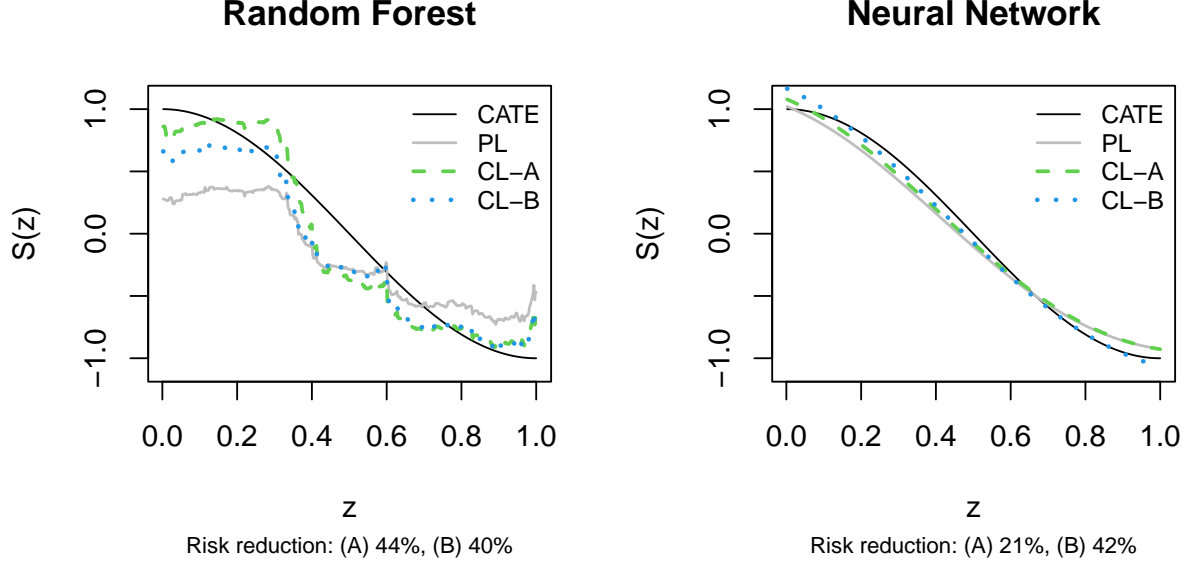 Random Forest
S(z)
1.0
0.0
−1.0
CATE
PL
CL−A
CL−B
0.0 0.2 0.4 0.6 0.8 1.0
z
Risk reduction: (A) 44%, (B) 40%
Neural Network
S(z)
1.0
0.0
−1.0
CATE
PL
CL−A
CL−B
0.0 0.2 0.4 0.6 0.8 1.0
z
Risk reduction: (A) 21%, (B) 42%